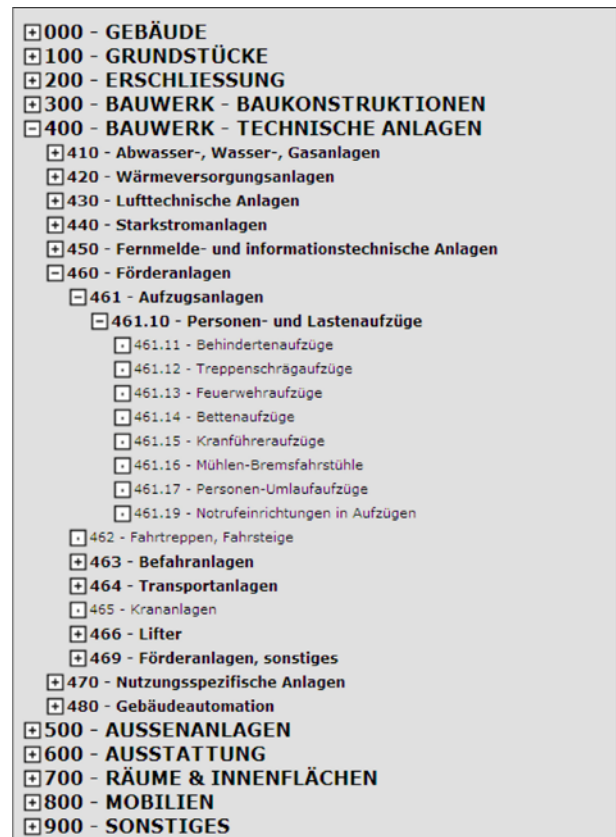 000 - GEBÄUDE
100 - GRUNDSTÜCKE
200 - ERSCHLIESSUNG
300 - BAUWERK - BAUKONSTRUKTIONEN
400 - BAUWERK - TECHNISCHE ANLAGEN
410 - Abwasser-, Wasser-, Gasanlagen
420 - Wärmeversorgungsanlagen
430 - Lufttechnische Anlagen
440 - Starkstromanlagen
450 - Fernmelde- und informationstechnische Anlagen
460 - Förderanlagen
461 - Aufzugsanlagen
461.10 - Personen- und Lastenaufzüge
461.11 - Behindertenaufzüge
461.12 - Treppenschrägaufzüge
461.13 - Feuerwehraufzüge
461.14 - Bettenaufzüge
461.15 - Kranführeraufzüge
461.16 - Mühlen-Bremsfahrstühle
461.17 - Personen-Umlaufaufzüge
461.19 - Notrufeinrichtungen in Aufzügen
462 - Fahrtreppen, Fahrsteige
463 - Befahranlagen
464 - Transportanlagen
465 - Krananlagen
466 - Lifter
469 - Förderanlagen, sonstiges
470 - Nutzungsspezifische Anlagen
480 - Gebäudeautomation
500 - AUSSENANLAGEN
600 - AUSSTATTUNG
700 - RÄUME & INNENFLÄCHEN
800 - MOBILIEN
900 - SONSTIGES